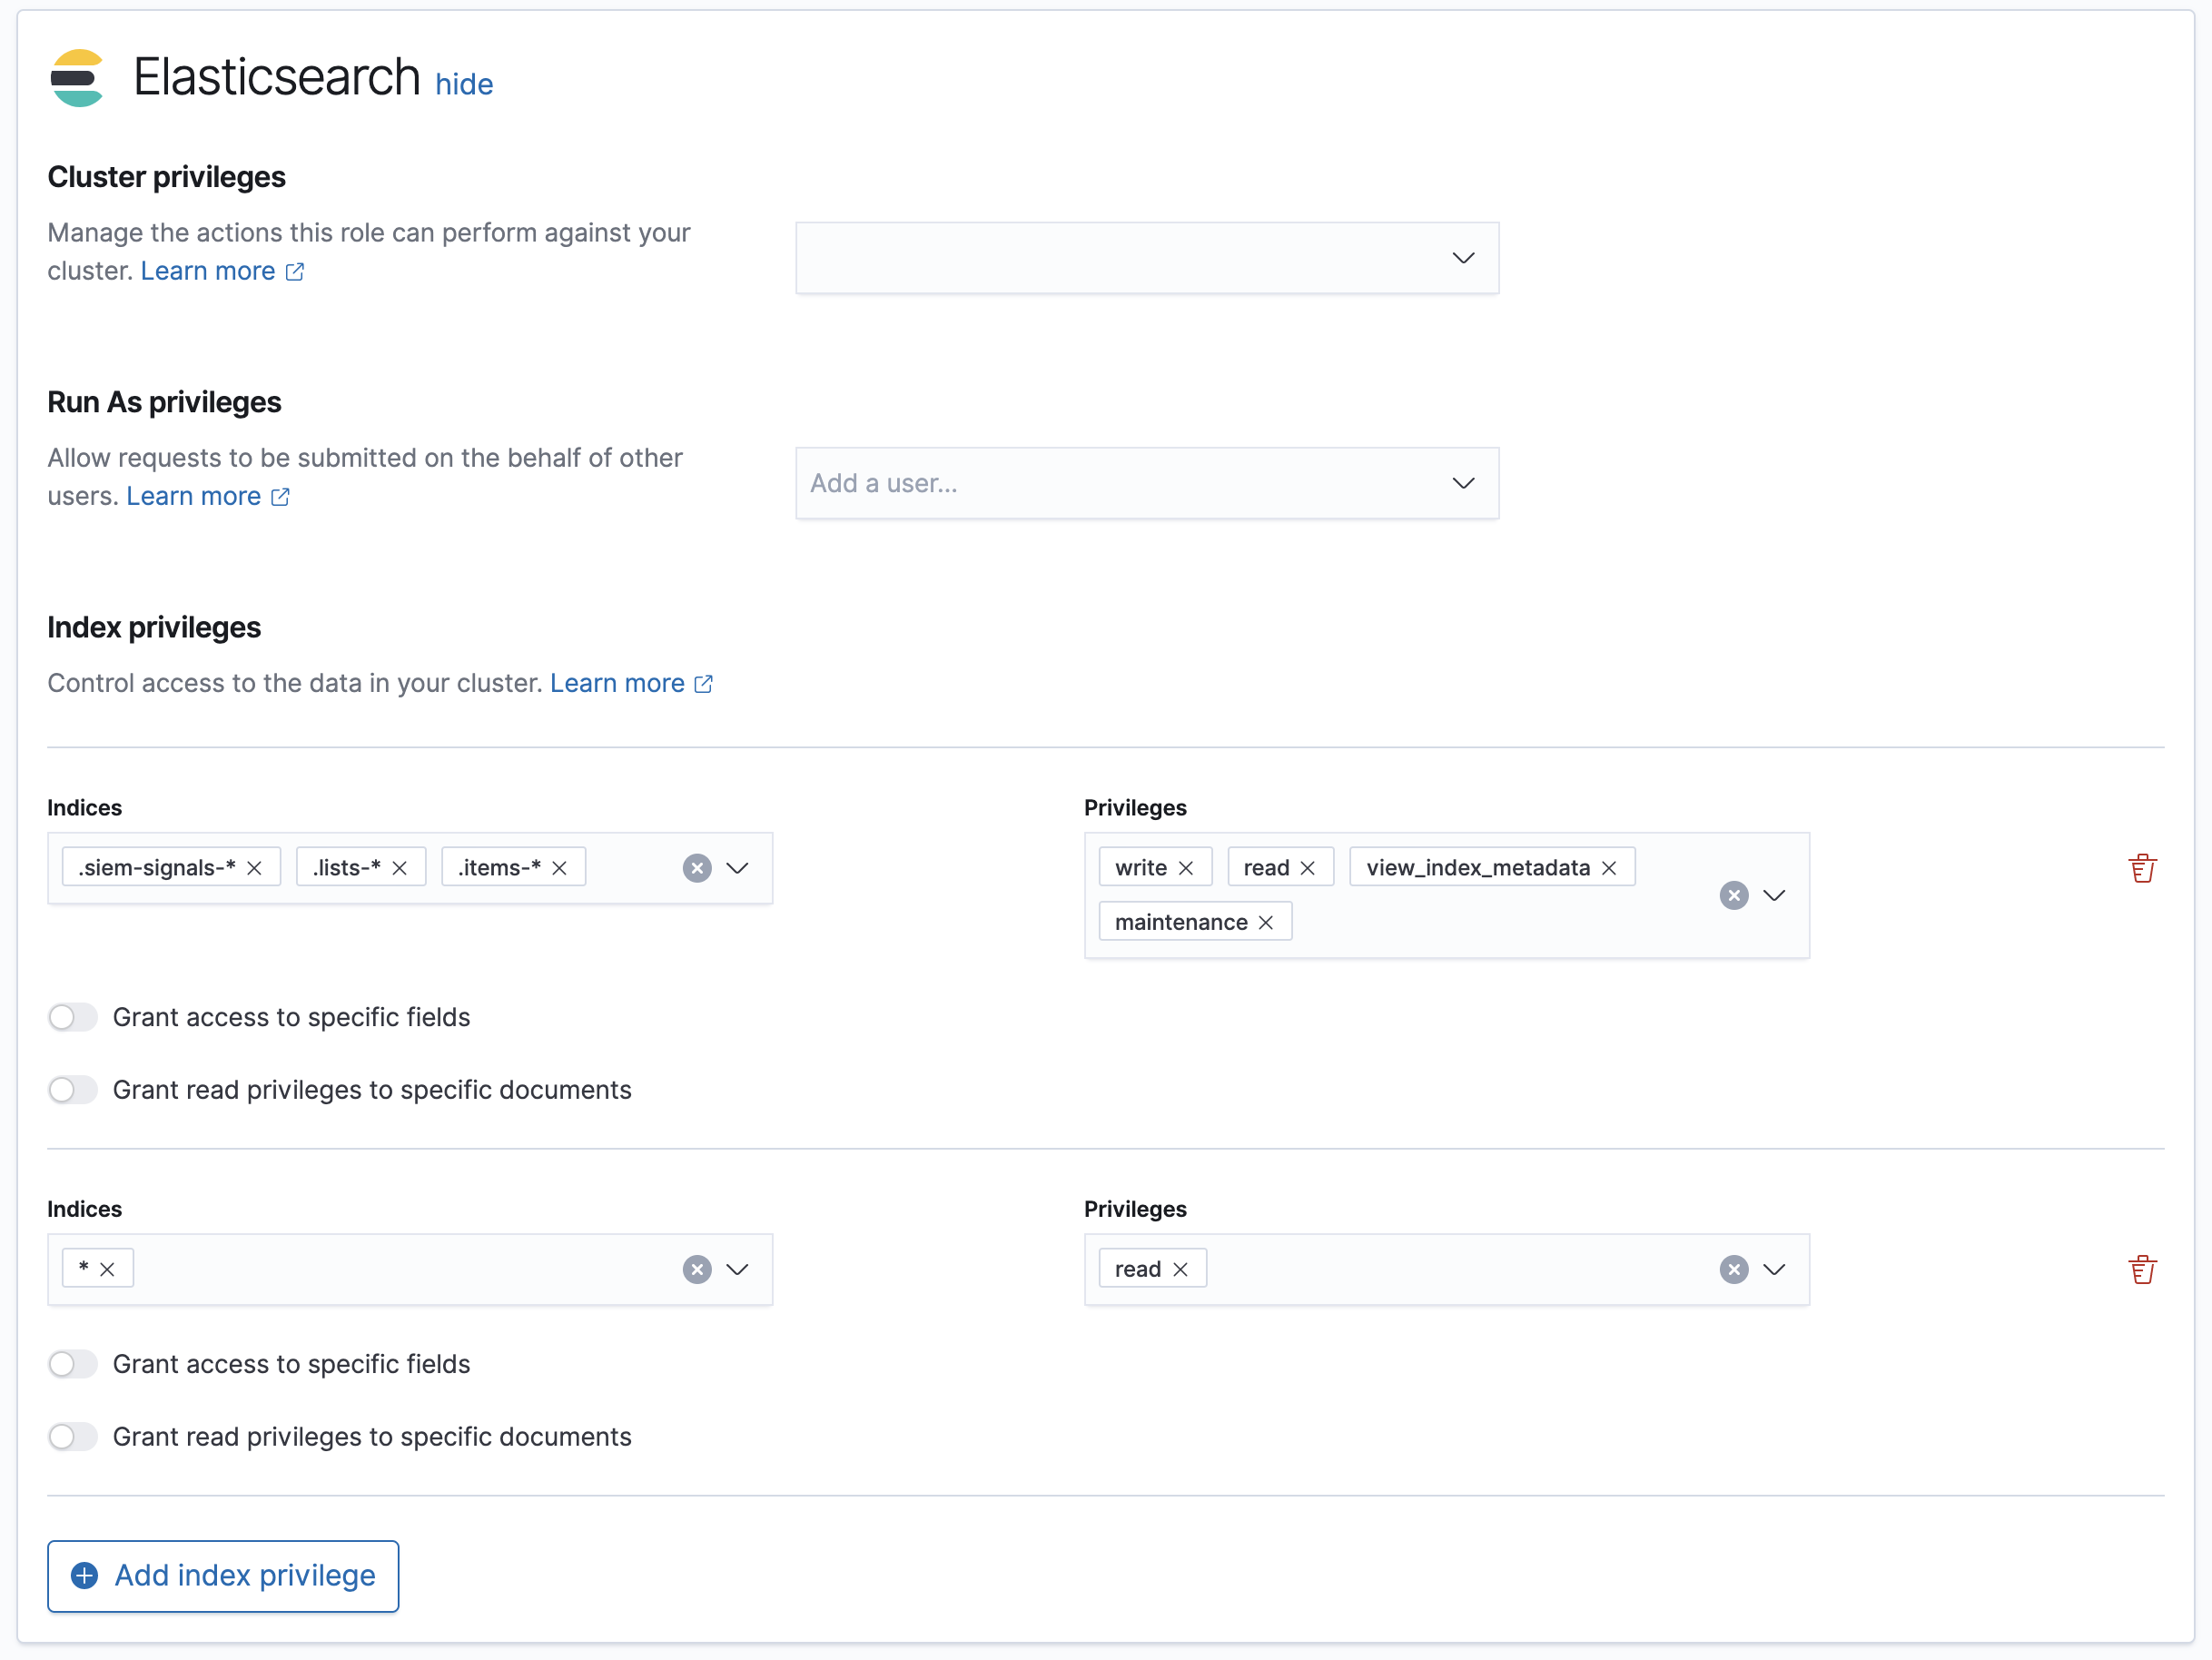 Elasticsearch hide
Cluster privileges
Manage the actions this role can perform against your
cluster. Learn more
Run As privileges
Allow requests to be submitted on the behalf of other
users. Learn more
Add a user...
Index privileges
Control access to the data in your cluster. Learn more
Indices
.siem-signals-* .lists-* .items-*
Privileges
write read view_index_metadata
maintenance
Grant access to specific fields
Grant read privileges to specific documents
Indices
*
Privileges
read
Grant access to specific fields
Grant read privileges to specific documents
Add index privilege